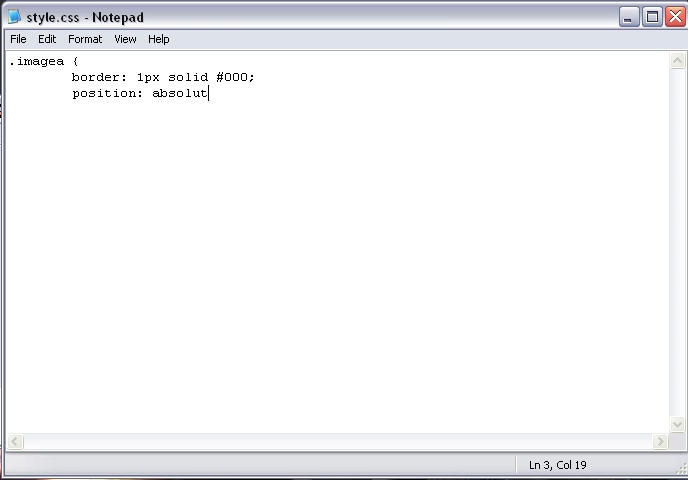 style.css - Notepad
File Edit Format View Help
.imagea {
border: 1px solid #000;
position: absolut
Ln 3, Col 19